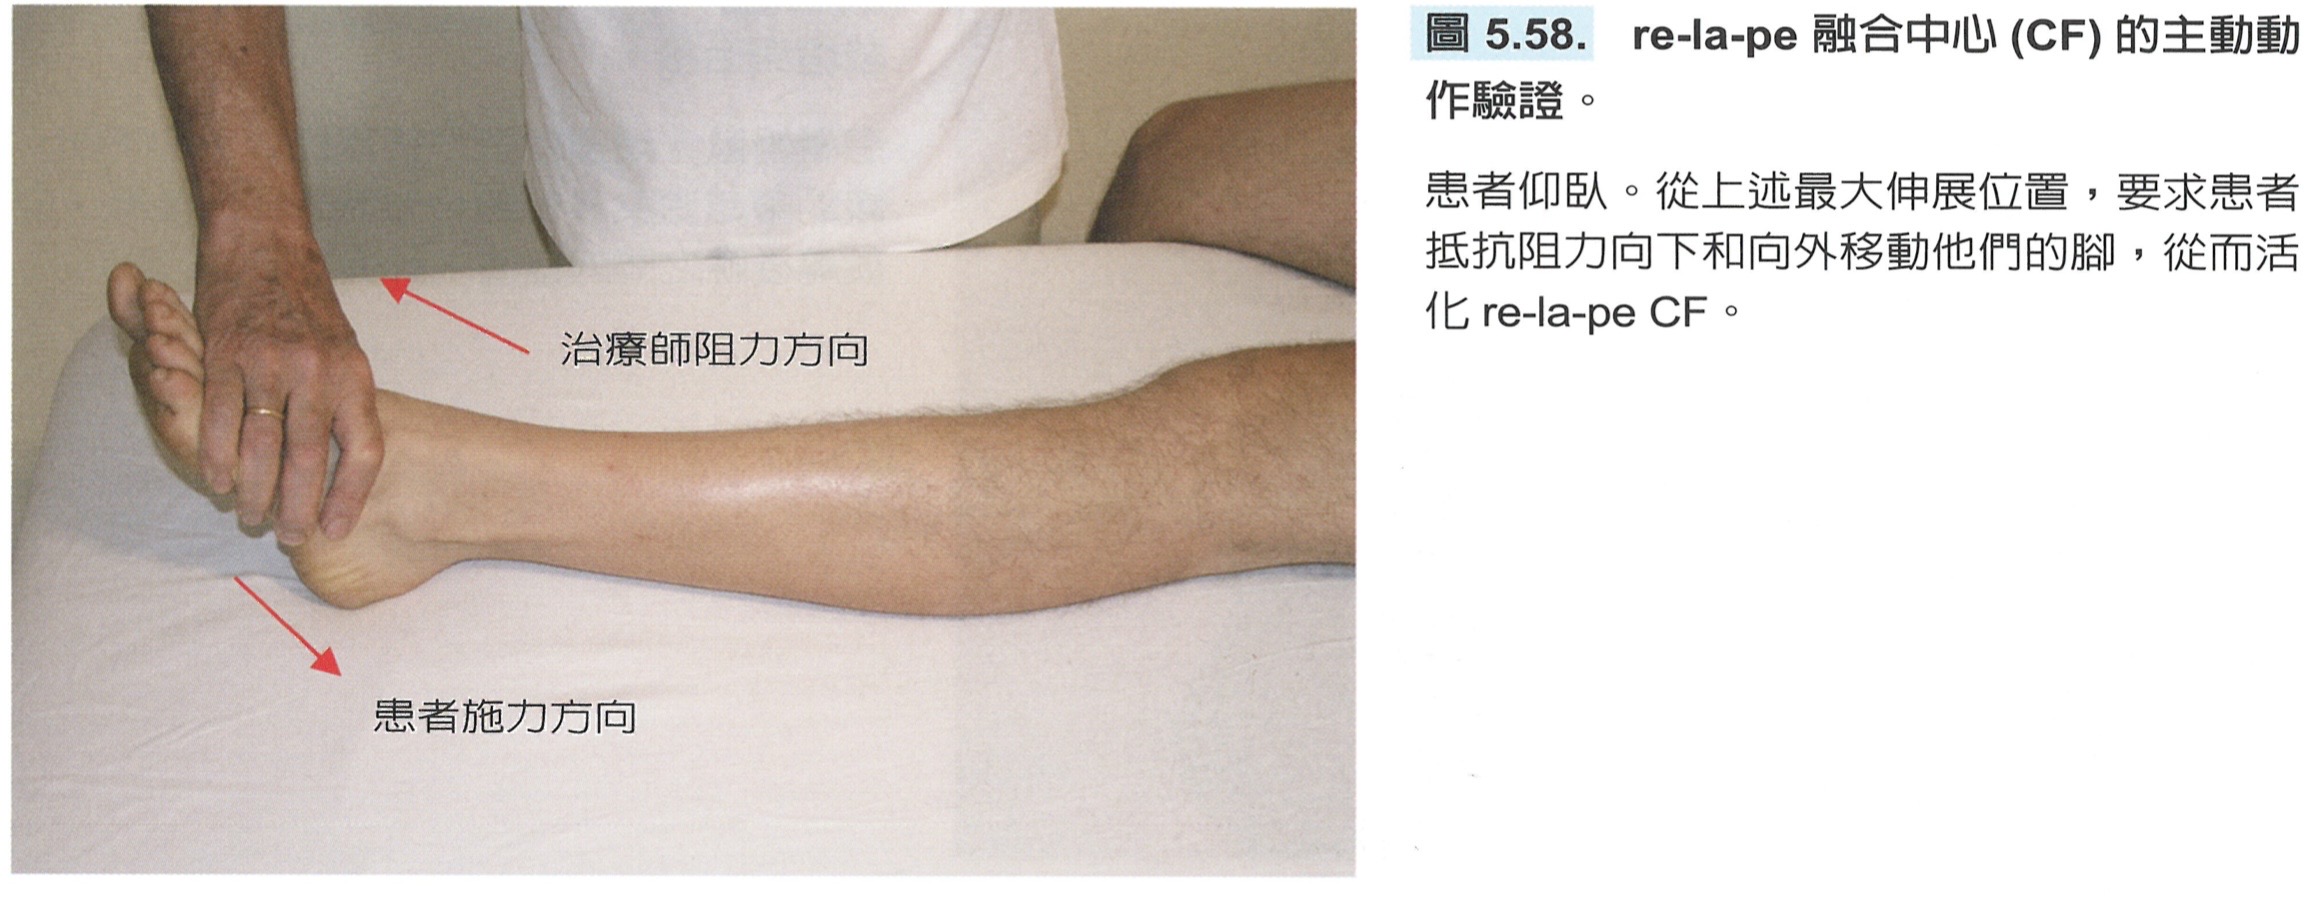 治療師阻力方向
患者施力方向
圖 5.58. re-la-pe 融合中心 (CF) 的主動動
作驗證。
患者仰臥。從上述最大伸展位置，要求患者
抵抗阻力向下和向外移動他們的腳，從而活
化 re-la-pe CF。